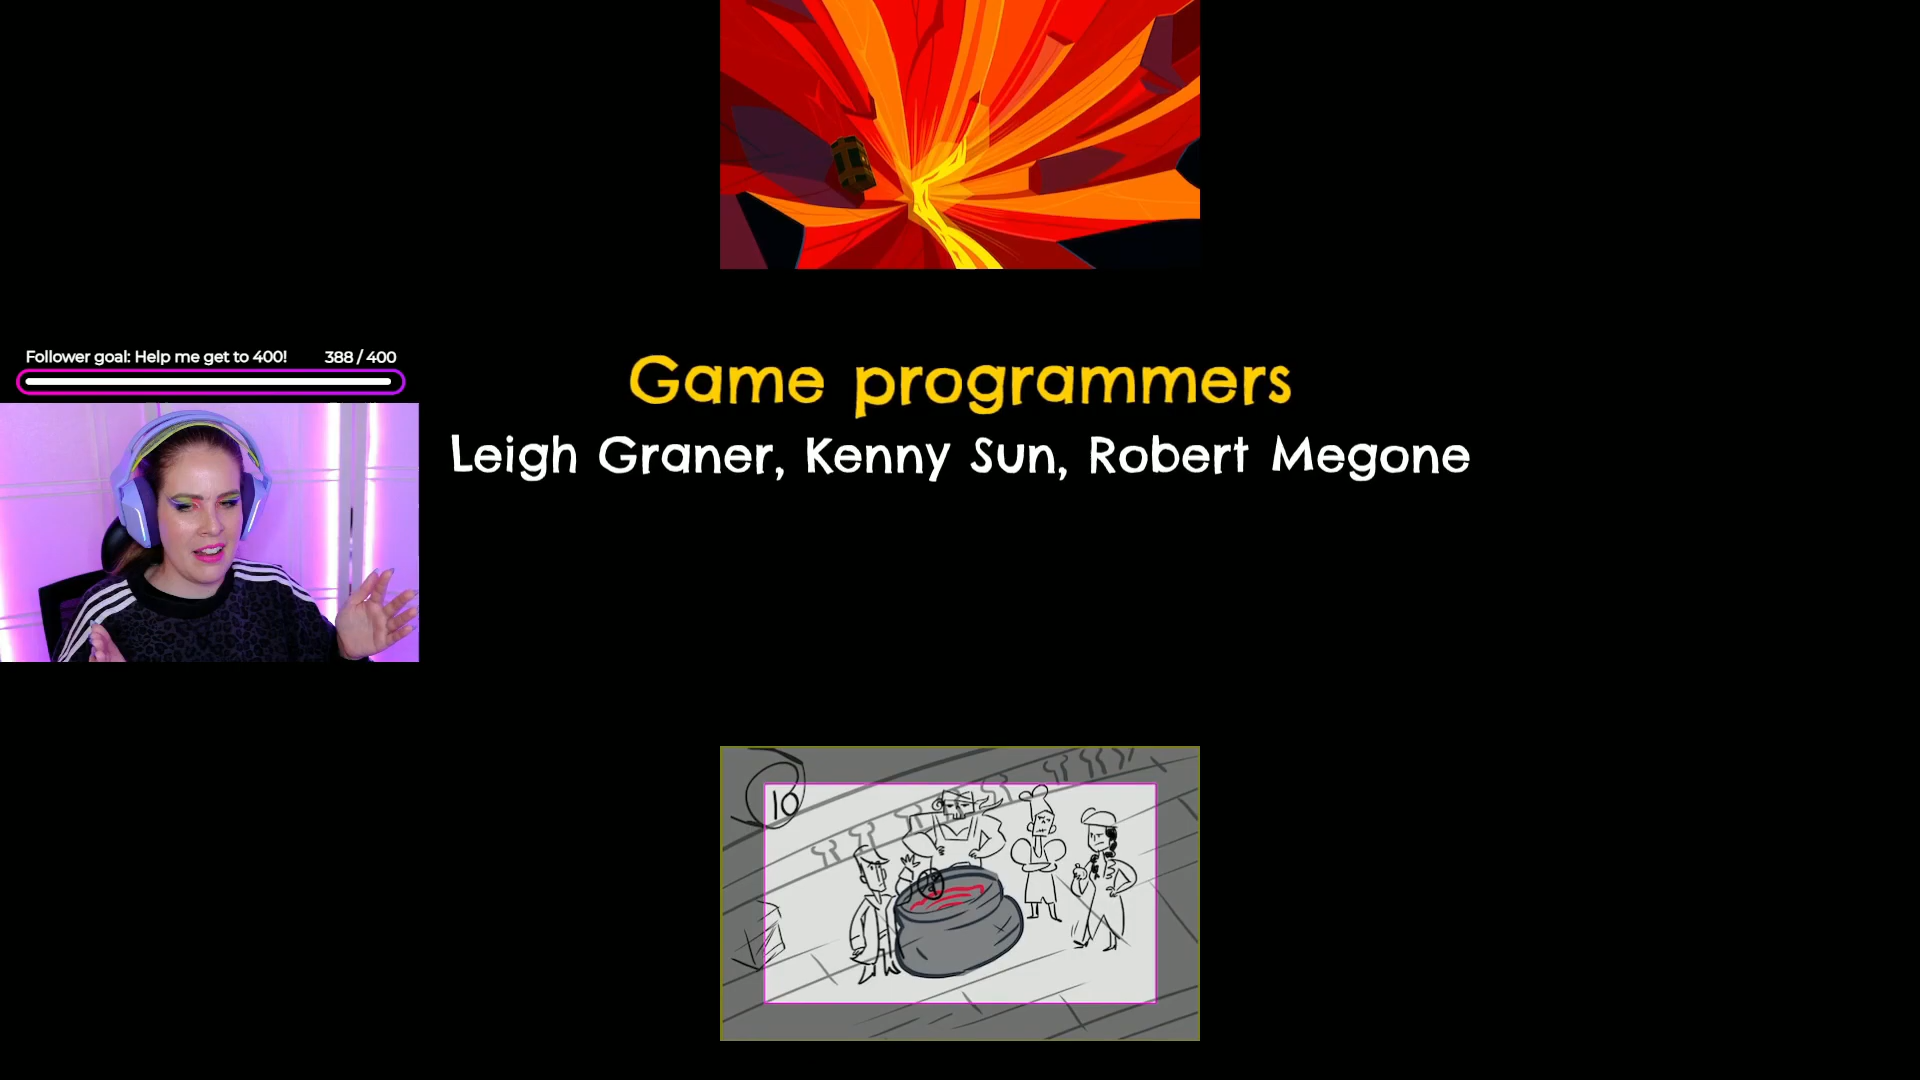 Follower goal: Help me get to 400! 388 / 400
Game programmers
Leigh Graner, Kenny Sun, Robert Megone
10